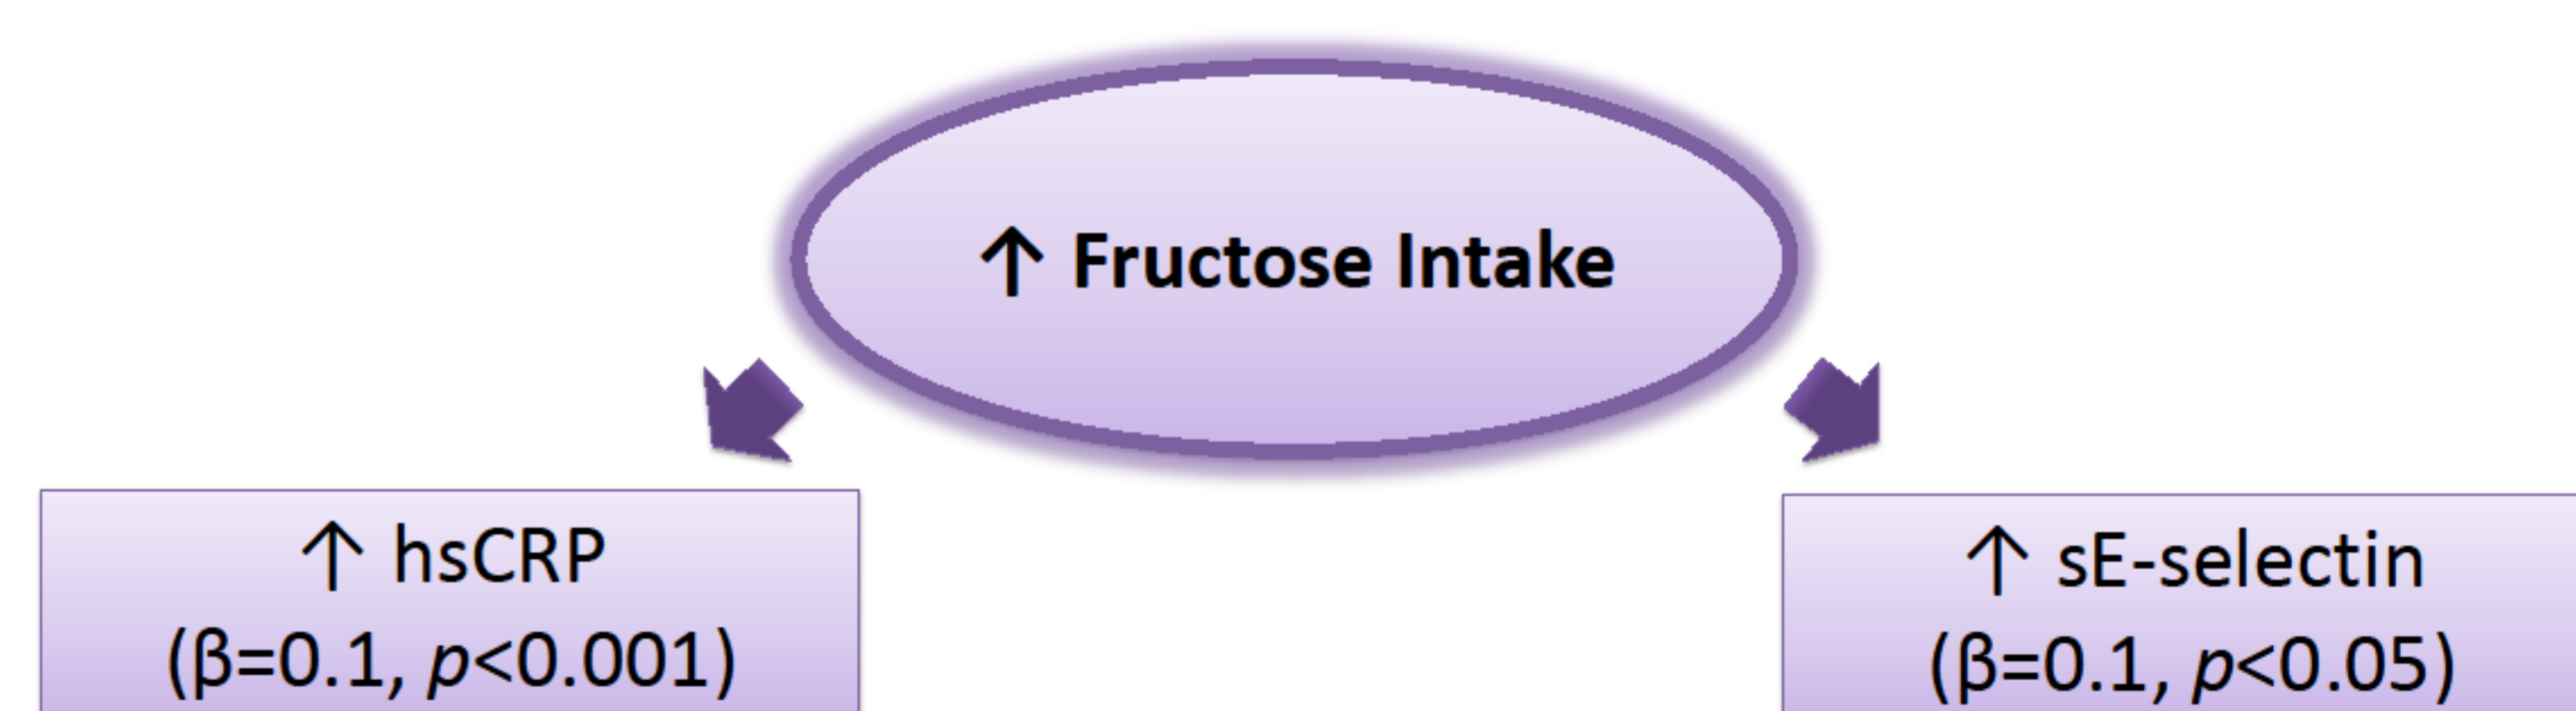 ↑ Fructose Intake
↑ hsCRP
(β=0.1, p<0.001)
↑ sE-selectin
(β=0.1, p<0.05)